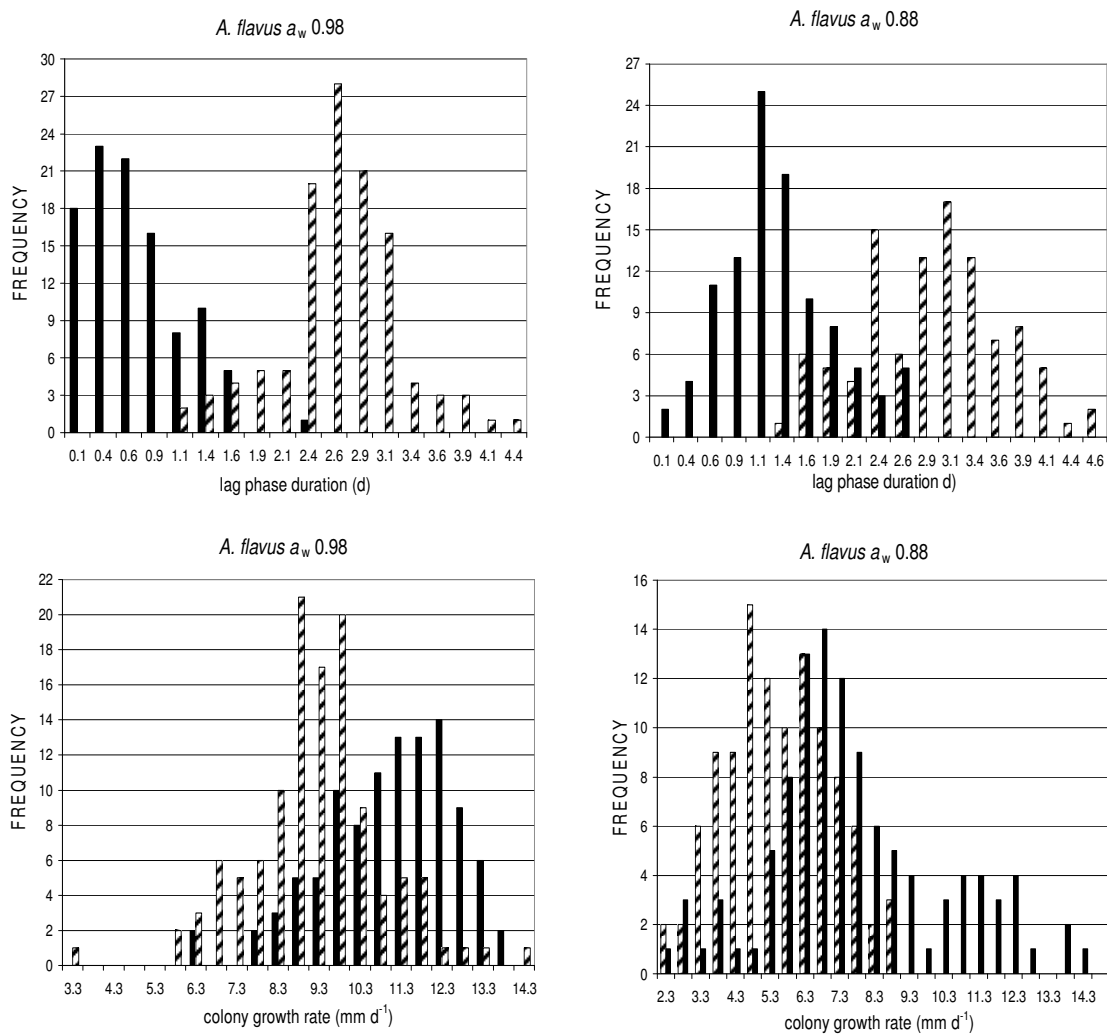 A. flavus aw 0.98
FREQUENCY
30
27
24
21
18
15
12
9
6
3
0
0.1 0.4 0.6 0.9 1.1 1.4 1.6 1.9 2.1 2.4 2.6 2.9 3.1 3.4 3.6 3.9 4.1 4.4
lag phase duration (d)
A. flavus aw 0.88
FREQUENCY
27
24
21
18
15
12
9
6
3
0
0.1 0.4 0.6 0.9 1.1 1.4 1.6 1.9 2.1 2.4 2.6 2.9 3.1 3.4 3.6 3.9 4.1 4.4 4.6
lag phase duration d)
A. flavus aw 0.98
FREQUENCY
22
20
18
16
14
12
10
8
6
4
2
0
3.3 4.3 5.3 6.3 7.3 8.3 9.3 10.3 11.3 12.3 13.3 14.3
colony growth rate (mm d-1)
A. flavus aw 0.88
FREQUENCY
16
14
12
10
8
6
4
2
0
2.3 3.3 4.3 5.3 6.3 7.3 8.3 9.3 10.3 11.3 12.3 13.3 14.3
colony growth rate (mm d-1)